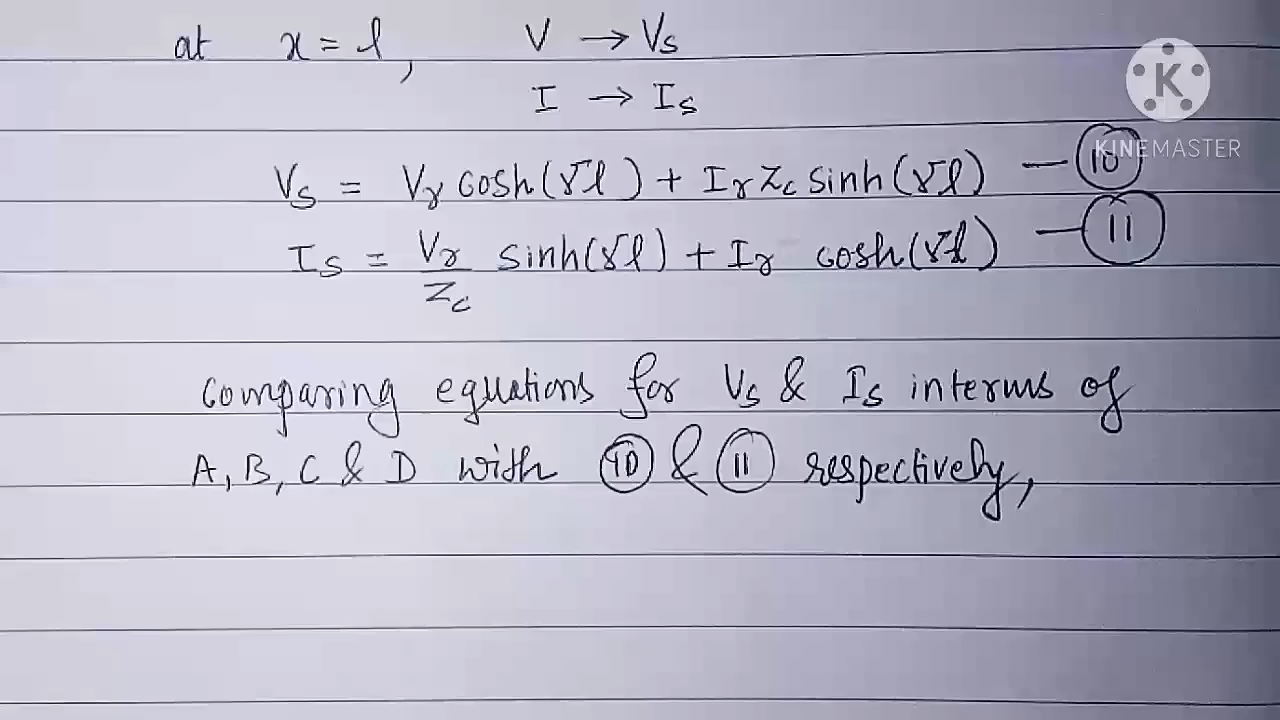 at x = l, V → Vs
I → Is
KINEMASTER
Vs = Vr cosh(γl) + Ir Zc sinh(γl) — 10
Is = Vr/Zc sinh(γl) + Ir cosh(γl) — 11
Comparing equations for Vs & Is interms of
A, B, C & D with 10 & 11 respectively,